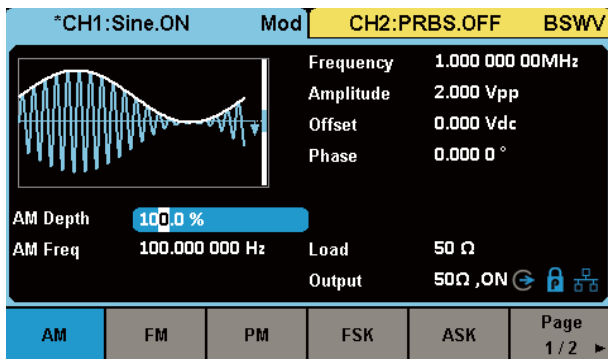 *CH1:Sine.ON Mod CH2:PRBS.OFF BSWV
Frequency 1.000 000 00MHz
Amplitude 2.000 Vpp
Offset 0.000 Vdc
Phase 0.000 0 °
AM Depth 100.0 %
AM Freq 100.000 000 Hz Load 50 Ω
Output 50Ω ,ON
AM FM PM FSK ASK Page
1 / 2 ►